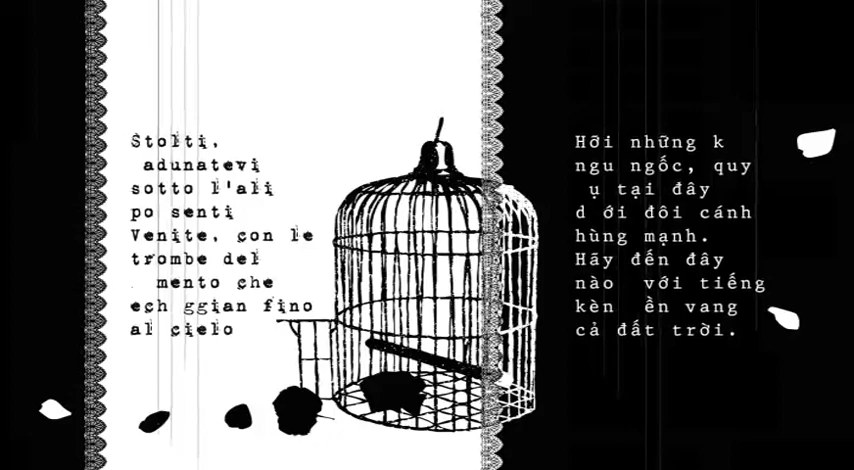 Stolti,
adunatevi
sotto l'ali
po senti
Venite, con le
trombe del
mento che
ech ggian fino
al cielo
Hỡi những k
ngu ngốc, quy
ụ tại đây
d ới đôi cánh
hùng mạnh.
Hãy đến đây
nào với tiếng
kèn ền vang
cả đất trời.